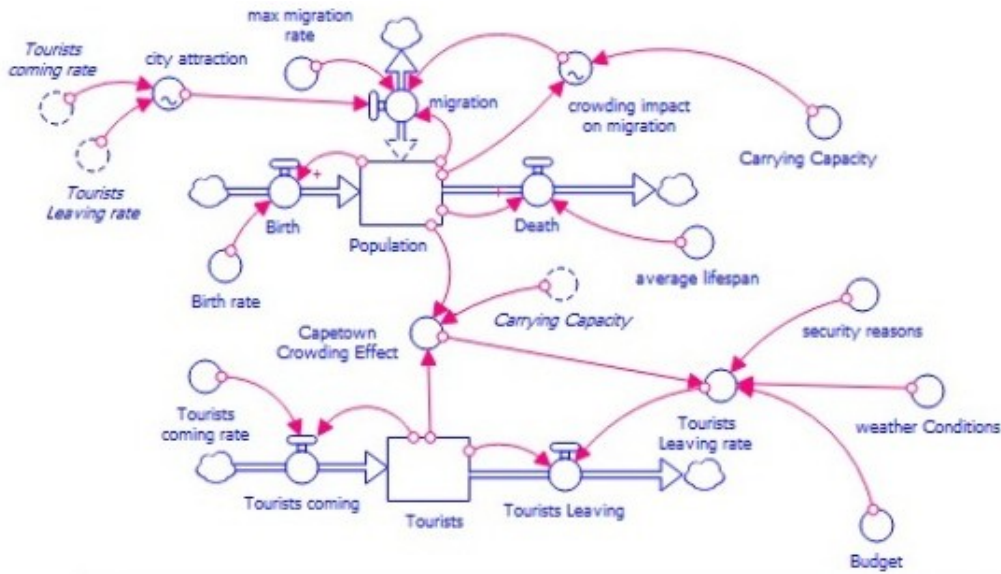 max migration
rate
Tourists
coming rate
city attraction
migration
crowding impact
on migration
Carrying Capacity
Tourists
Leaving rate
+
+
Birth
Population
Death
Birth rate
average lifespan
Capetown
Crowding Effect
Carrying Capacity
security reasons
Tourists
coming rate
Tourists
Leaving rate
weather Conditions
Tourists coming
Tourists
Tourists Leaving
Budget